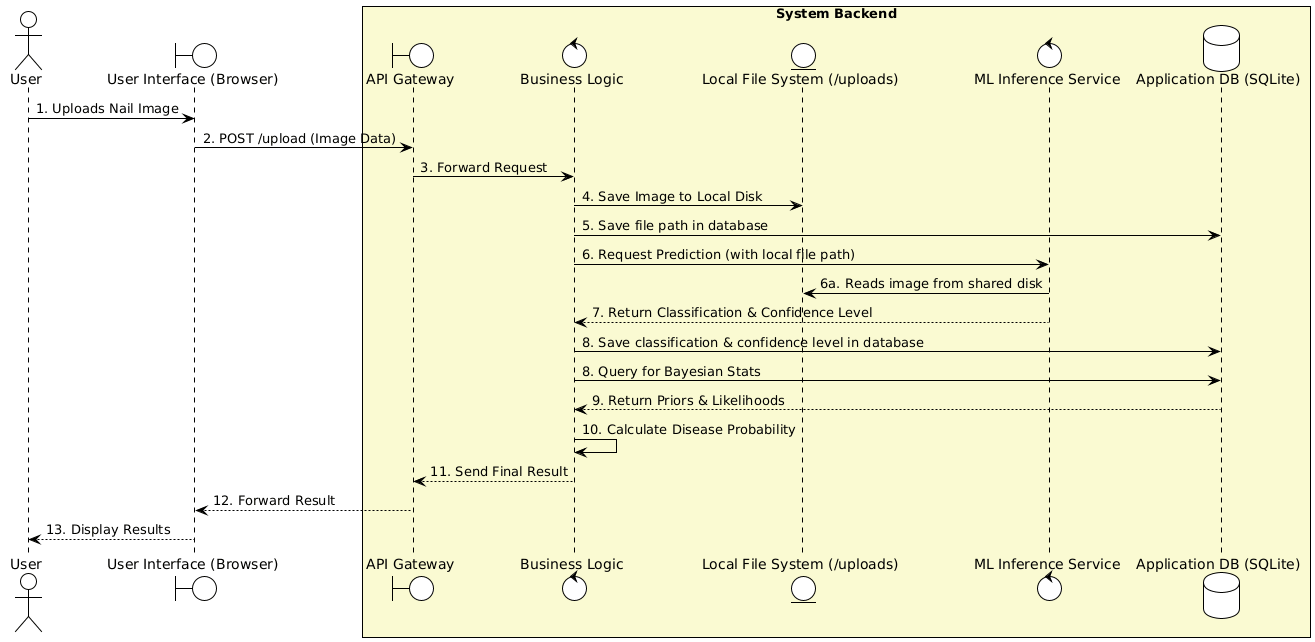 System Backend
User
User Interface (Browser)
API Gateway
Business Logic
Local File System (/uploads)
ML Inference Service
Application DB (SQLite)
1. Uploads Nail Image
2. POST /upload (Image Data)
3. Forward Request
4. Save Image to Local Disk
5. Save file path in database
6. Request Prediction (with local file path)
6a. Reads image from shared disk
7. Return Classification & Confidence Level
8. Save classification & confidence level in database
8. Query for Bayesian Stats
9. Return Priors & Likelihoods
10. Calculate Disease Probability
11. Send Final Result
12. Forward Result
13. Display Results
User
User Interface (Browser)
API Gateway
Business Logic
Local File System (/uploads)
ML Inference Service
Application DB (SQLite)